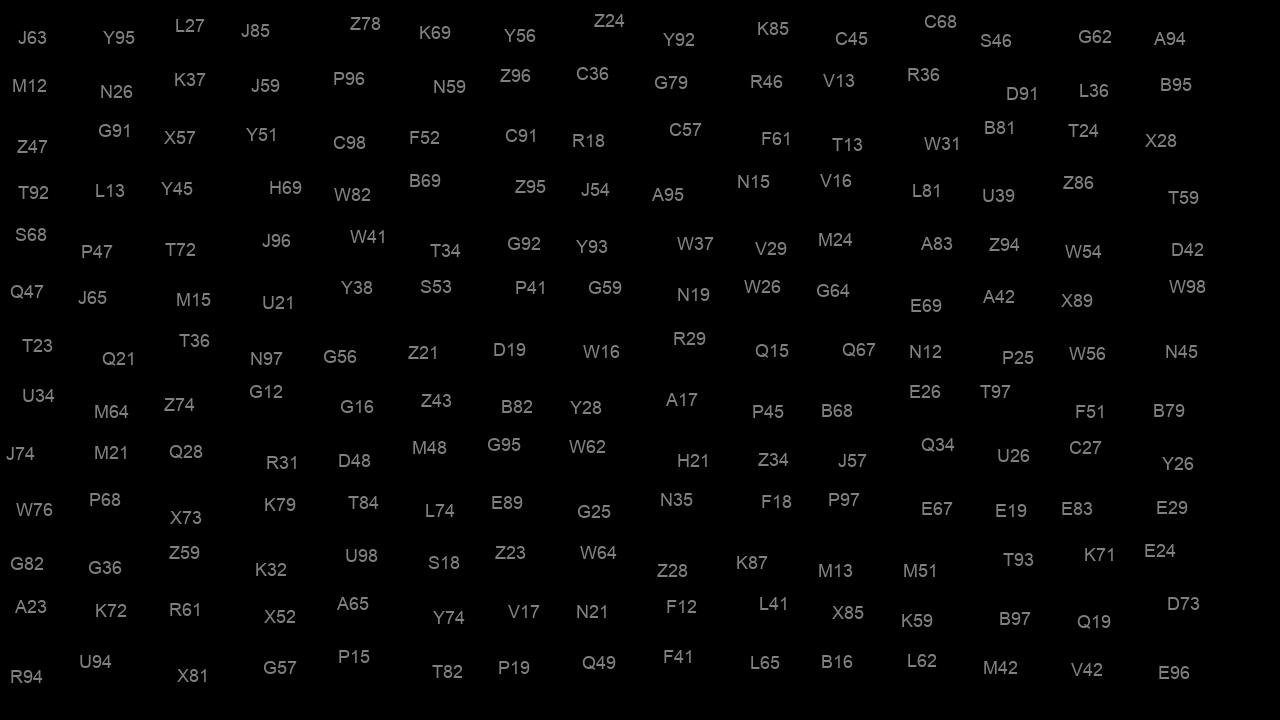 J63 Y95 L27 J85 Z78 K69 Y56 Z24 Y92 K85 C45 C68 S46 G62 A94
M12 N26 K37 J59 P96 N59 Z96 C36 G79 R46 V13 R36 D91 L36 B95
Z47 G91 X57 Y51 C98 F52 C91 R18 C57 F61 T13 W31 B81 T24 X28
T92 L13 Y45 H69 W82 B69 Z95 J54 A95 N15 V16 L81 U39 Z86 T59
S68 P47 T72 J96 W41 T34 G92 Y93 W37 V29 M24 A83 Z94 W54 D42
Q47 J65 M15 U21 Y38 S53 P41 G59 N19 W26 G64 E69 A42 X89 W98
T23 Q21 T36 N97 G56 Z21 D19 W16 R29 Q15 Q67 N12 P25 W56 N45
U34 M64 Z74 G12 G16 Z43 B82 Y28 A17 P45 B68 E26 T97 F51 B79
J74 M21 Q28 R31 D48 M48 G95 W62 H21 Z34 J57 Q34 U26 C27 Y26
W76 P68 X73 K79 T84 L74 E89 G25 N35 F18 P97 E67 E19 E83 E29
G82 G36 Z59 K32 U98 S18 Z23 W64 Z28 K87 M13 M51 T93 K71 E24
A23 K72 R61 X52 A65 Y74 V17 N21 F12 L41 X85 K59 B97 Q19 D73
R94 U94 X81 G57 P15 T82 P19 Q49 F41 L65 B16 L62 M42 V42 E96